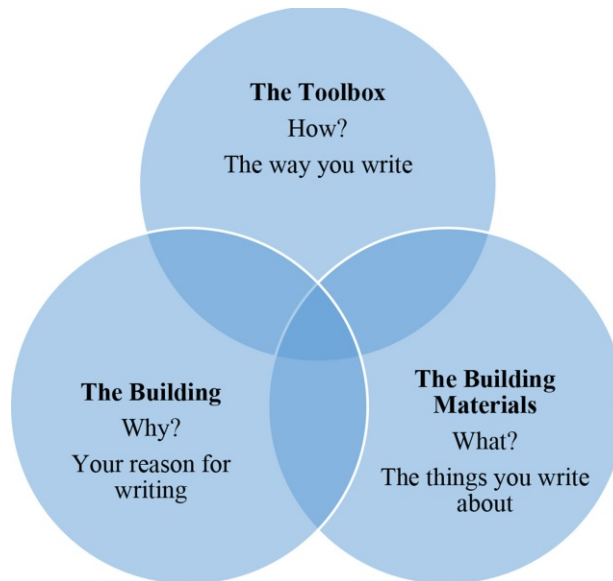 The Toolbox
How?
The way you write
The Building
Why?
Your reason for
writing
The Building
Materials
What?
The things you write
about